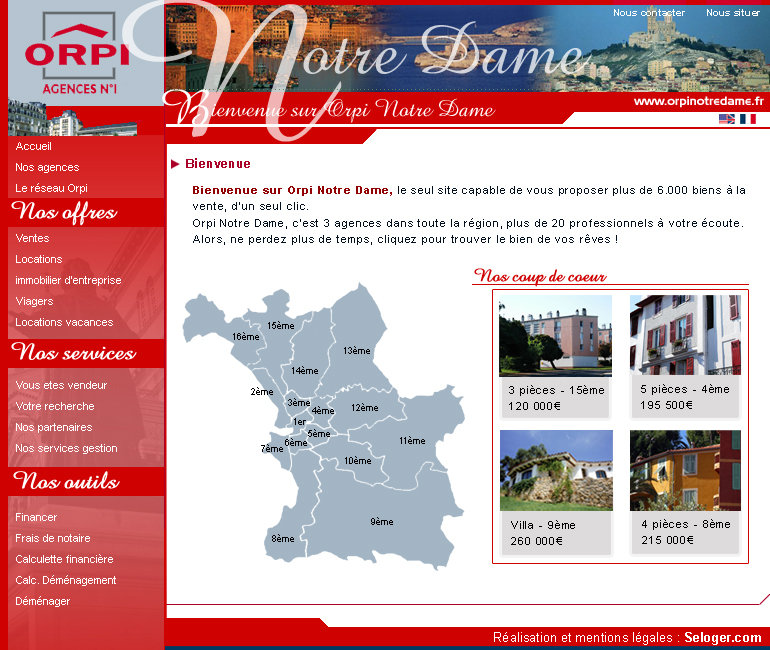 ORPI
AGENCES N°1
Nous contacter
Nous situer
Notre Dame
Bienvenue sur Orpi Notre Dame
www.orpinotredame.fr
Accueil
Nos agences
Le réseau Orpi
Nos offres
Ventes
Locations
immobilier d'entreprise
Viagers
Locations vacances
Nos services
Vous etes vendeur
Votre recherche
Nos partenaires
Nos services gestion
Nos outils
Financer
Frais de notaire
Calculette financière
Calc. Déménagement
Déménager
Bienvenue
Bienvenue sur Orpi Notre Dame, le seul site capable de vous proposer plus de 6.000 biens à la
vente, d'un seul clic.
Orpi Notre Dame, c'est 3 agences dans toute la région, plus de 20 professionnels à votre écoute.
Alors, ne perdez plus de temps, cliquez pour trouver le bien de vos rêves !
15ème
16ème
13ème
14ème
2ème
3ème
4ème
12ème
1er
5ème
6ème
7ème
11ème
10ème
9ème
8ème
Nos coup de coeur
3 pièces - 15ème
120 000€
5 pièces - 4ème
195 500€
Villa - 9ème
260 000€
4 pièces - 8ème
215 000€
Réalisation et mentions légales : Seloger.com